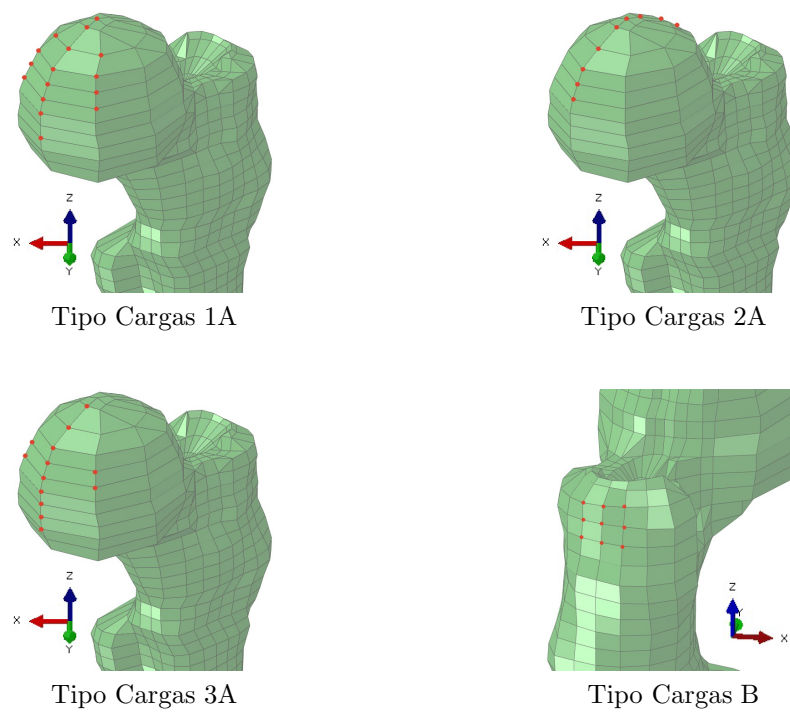 Z
X
Y
Tipo Cargas 1A
Z
X
Y
Tipo Cargas 2A
Z
X
Y
Tipo Cargas 3A
Z
Y
X
Tipo Cargas B